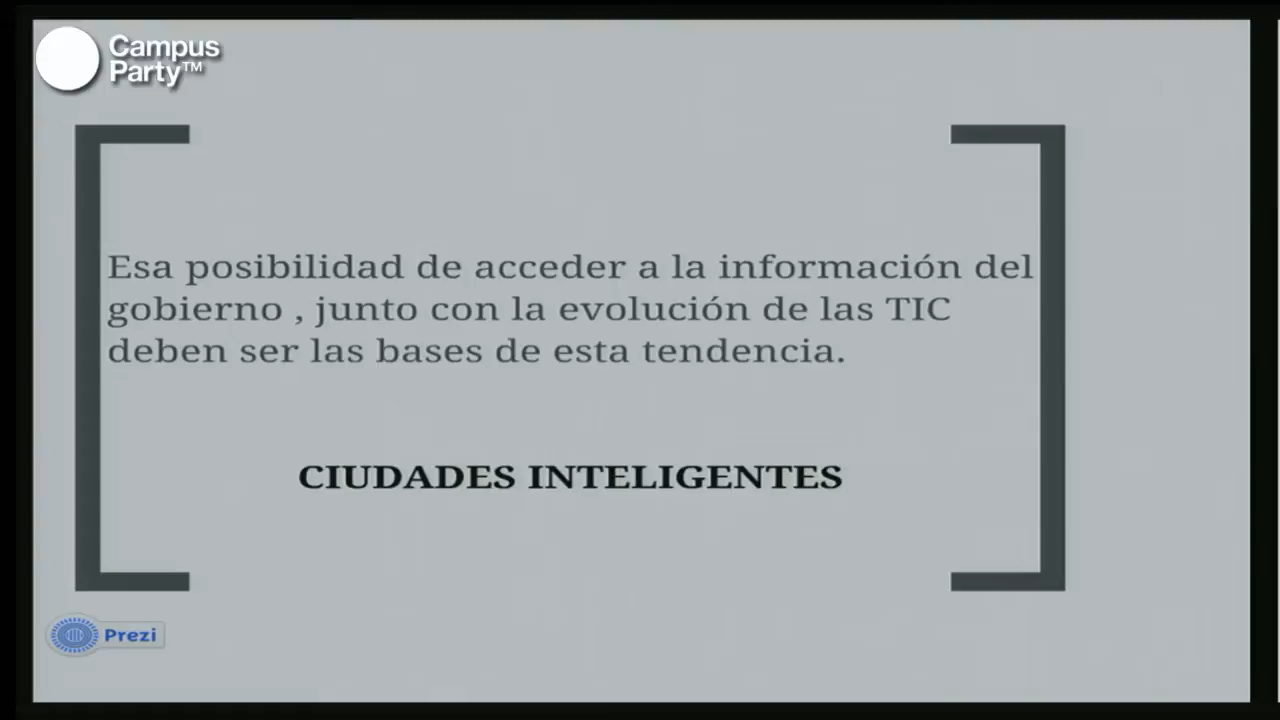 Campus
Party™
Esa posibilidad de acceder a la información del
gobierno , junto con la evolución de las TIC
deben ser las bases de esta tendencia.
CIUDADES INTELIGENTES
Prezi